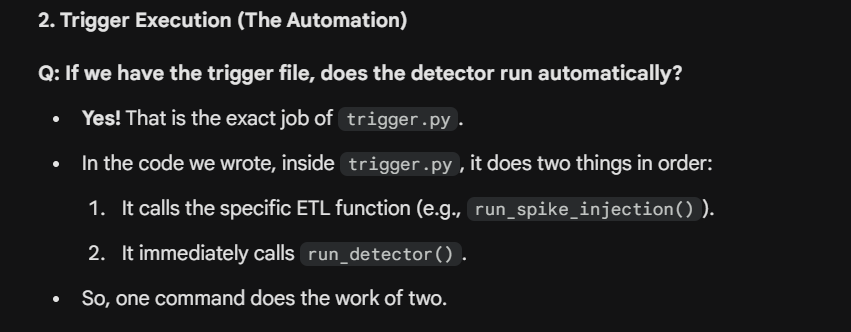 2. Trigger Execution (The Automation)
Q: If we have the trigger file, does the detector run automatically?
• Yes! That is the exact job of trigger.py.
• In the code we wrote, inside trigger.py, it does two things in order:
1. It calls the specific ETL function (e.g., run_spike_injection()).
2. It immediately calls run_detector().
• So, one command does the work of two.